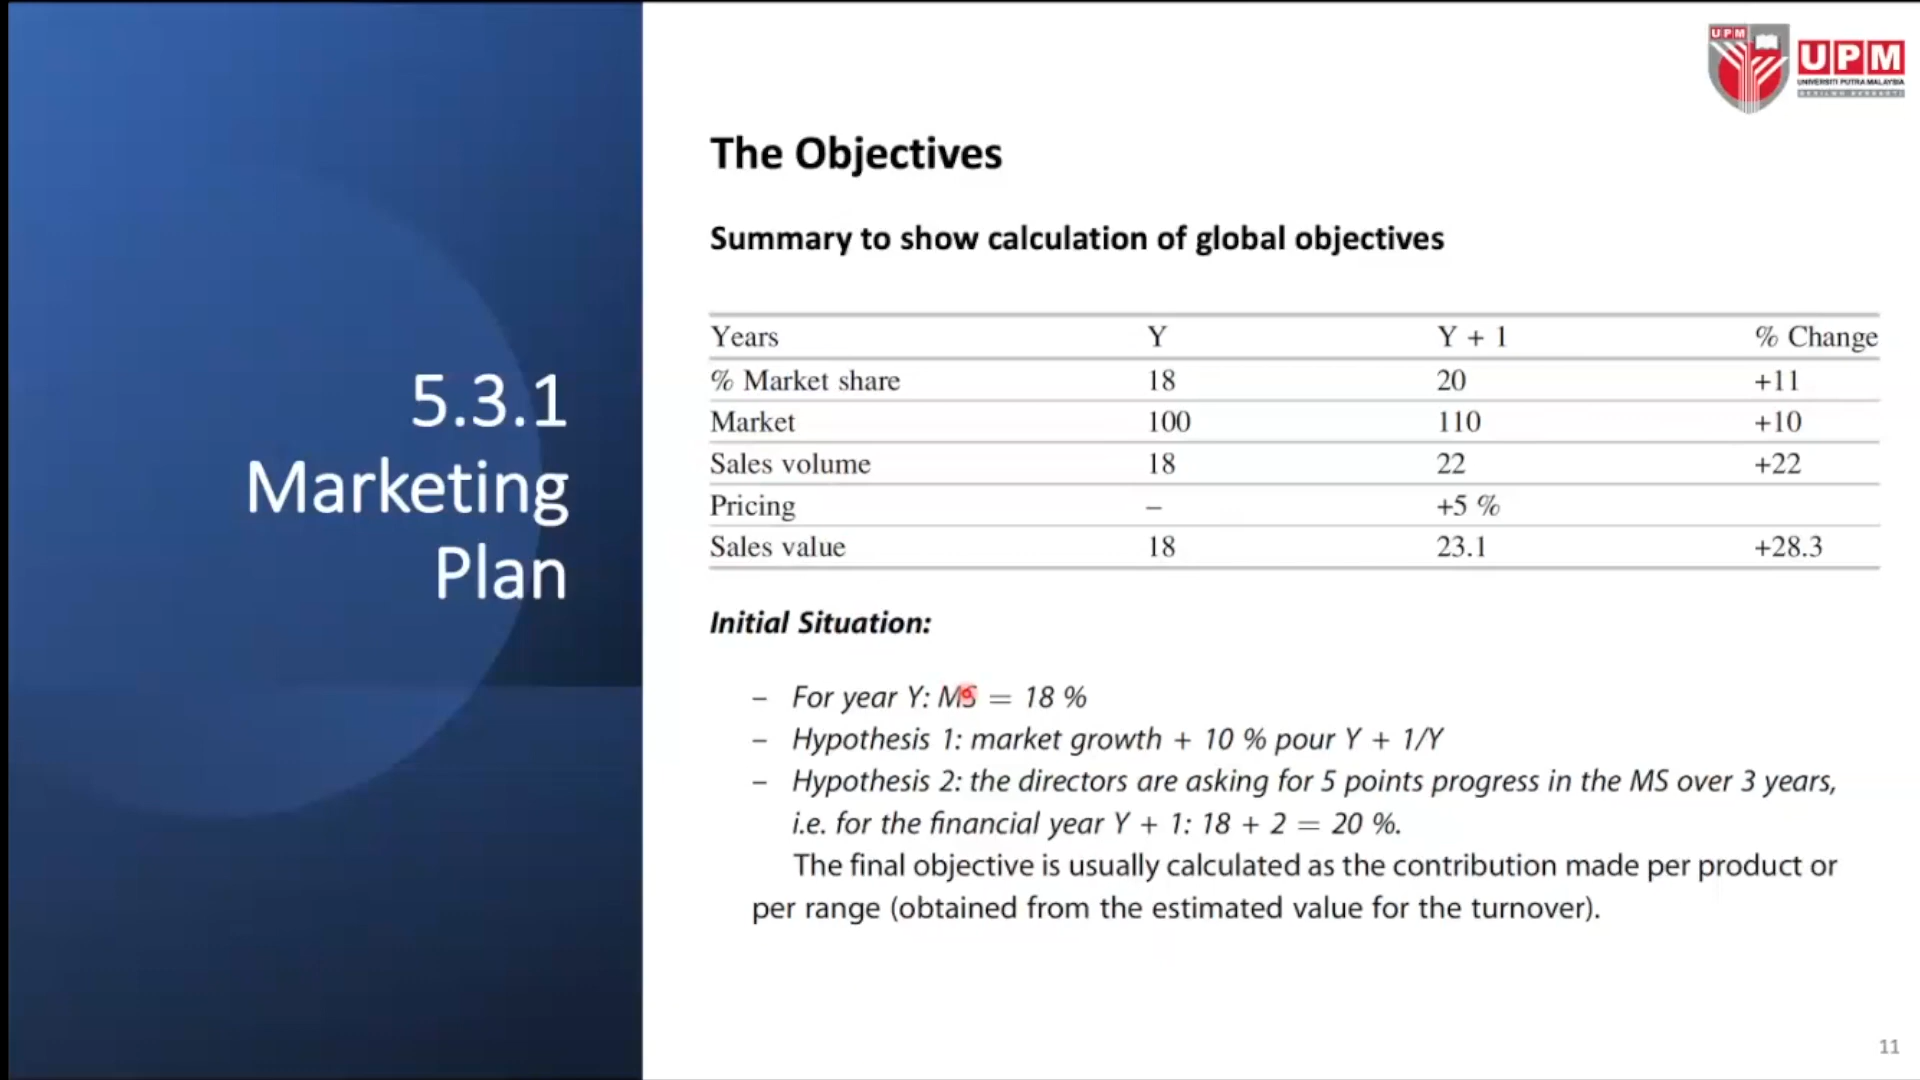 UPM
UPM
UNIVERSITI PUTRA MALAYSIA
BERILMU BERBAKTI
5.3.1
Marketing
Plan
The Objectives
Summary to show calculation of global objectives
Years Y Y + 1 % Change
% Market share 18 20 +11
Market 100 110 +10
Sales volume 18 22 +22
Pricing – +5 %
Sales value 18 23.1 +28.3
Initial Situation:
– For year Y: MS = 18 %
– Hypothesis 1: market growth + 10 % pour Y + 1/Y
– Hypothesis 2: the directors are asking for 5 points progress in the MS over 3 years,
i.e. for the financial year Y + 1: 18 + 2 = 20 %.
The final objective is usually calculated as the contribution made per product or
per range (obtained from the estimated value for the turnover).
11